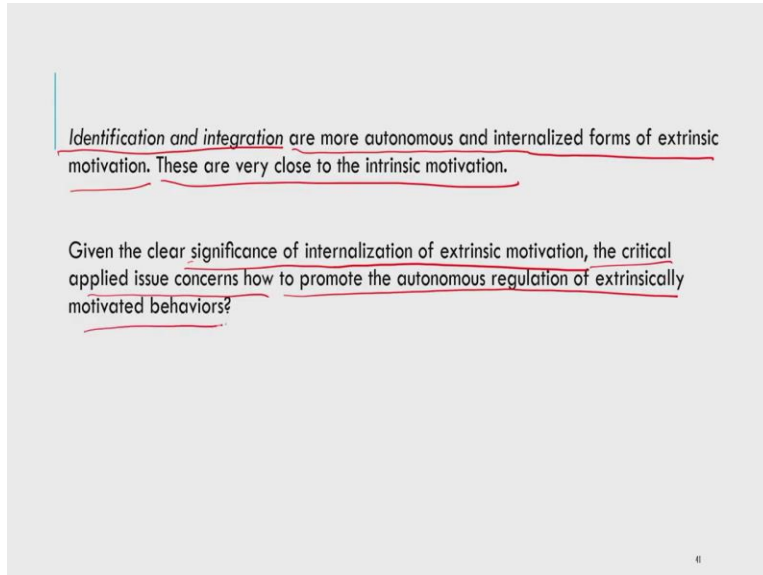 Identification and integration are more autonomous and internalized forms of extrinsic
motivation. These are very close to the intrinsic motivation.
Given the clear significance of internalization of extrinsic motivation, the critical
applied issue concerns how to promote the autonomous regulation of extrinsically
motivated behaviors?
41